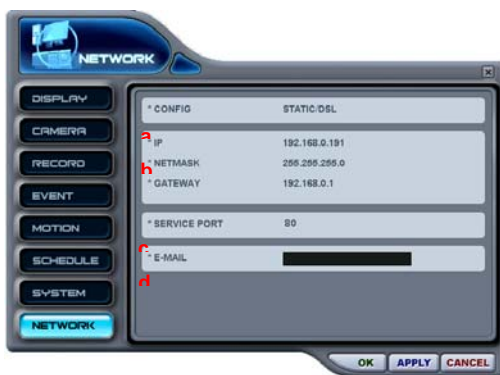 NETWORK
DISPLAY
CAMERA
RECORD
EVENT
MOTION
SCHEDULE
SYSTEM
NETWORK
* CONFIG STATIC/DSL
a
* IP 192.168.0.191
b
* NETMASK 255.255.255.0
* GATEWAY 192.168.0.1
* SERVICE PORT 80
c
* E-MAIL
d
OK APPLY CANCEL